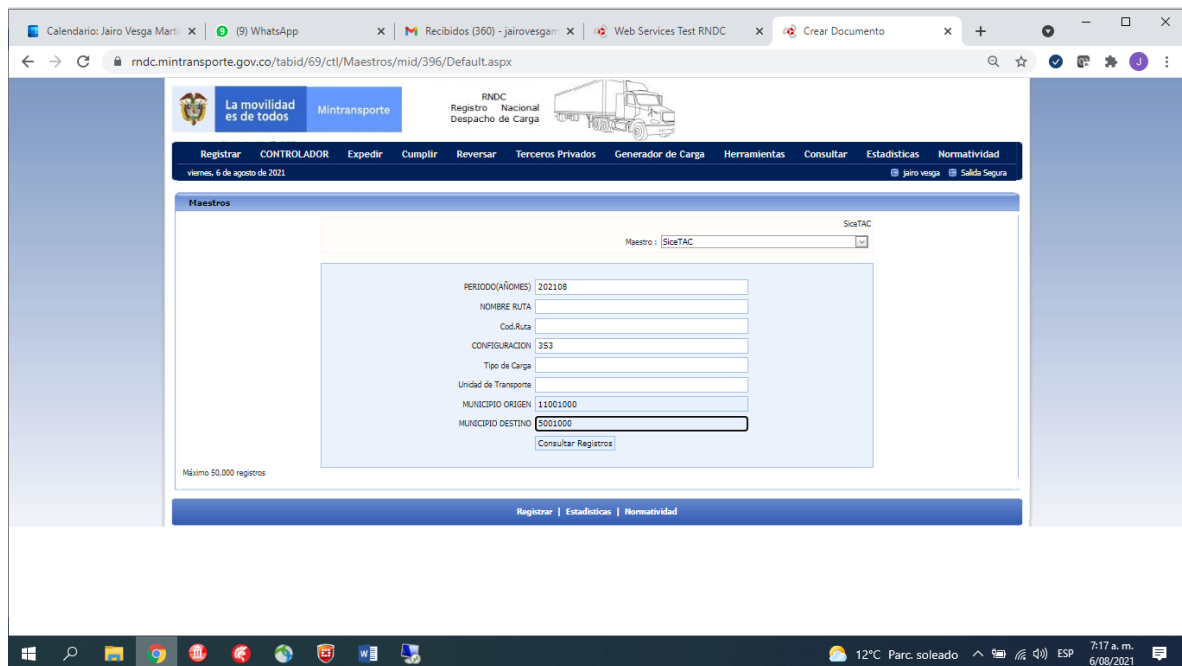 Calendario: Jairo Vesga Marti
(9) WhatsApp
Recibidos (360) - jairovesgam
Web Services Test RNDC
Crear Documento
rndc.mintransporte.gov.co/tabid/69/ctl/Maestros/mid/396/Default.aspx
J
La movilidad
es de todos
Mintransporte
RNDC
Registro Nacional
Despacho de Carga
Registrar CONTROLADOR Expedir Cumplir Reversar Terceros Privados Generador de Carga Herramientas Consultar Estadisticas Normatividad
viernes, 6 de agosto de 2021
jairo vesga Salida Segura
Maestros
SiceTAC
Maestro : SiceTAC
PERIODO(AÑOMES) 202108
NOMBRE RUTA
Cod.Ruta
CONFIGURACION 3S3
Tipo de Carga
Unidad de Transporte
MUNICIPIO ORIGEN 11001000
MUNICIPIO DESTINO 5001000
Consultar Registros
Máximo 50,000 registros
Registrar | Estadisticas | Normatividad
12°C Parc. soleado
ESP
7:17 a. m.
6/08/2021